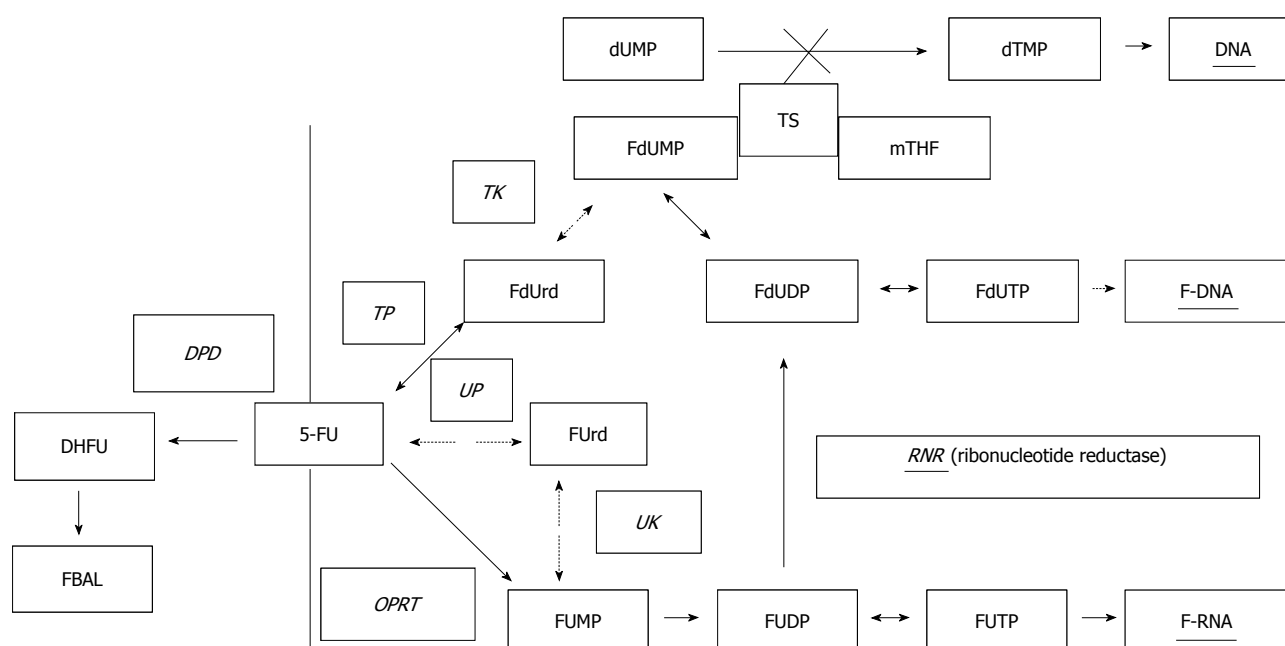 dUMP
dTMP
DNA
TS
FdUMP
mTHF
TK
FdUrd
FdUDP
FdUTP
F-DNA
TP
DPD
UP
5-FU
FUrd
DHFU
RNR (ribonucleotide reductase)
UK
FBAL
OPRT
FUMP
FUDP
FUTP
F-RNA